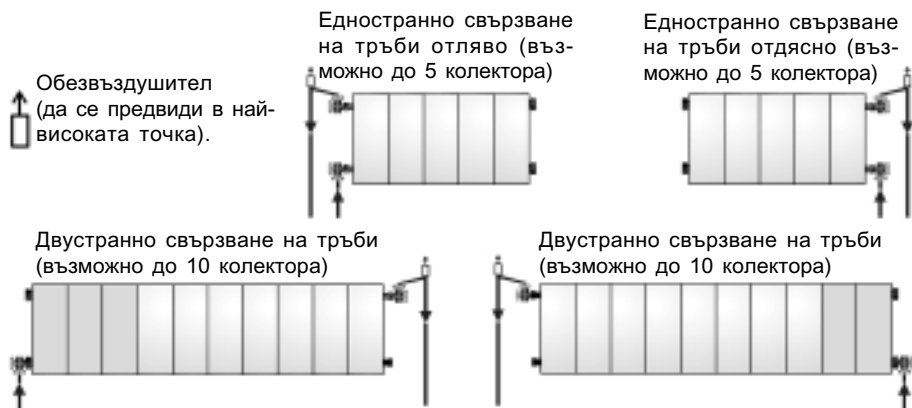 Едностранно свързване
на тръби отляво (въз-
можно до 5 колектора)
Едностранно свързване
на тръби отдясно (въз-
можно до 5 колектора)
Обезвъздушител
(да се предвиди в най-
високата точка).
Двустранно свързване на тръби
(възможно до 10 колектора)
Двустранно свързване на тръби
(възможно до 10 колектора)